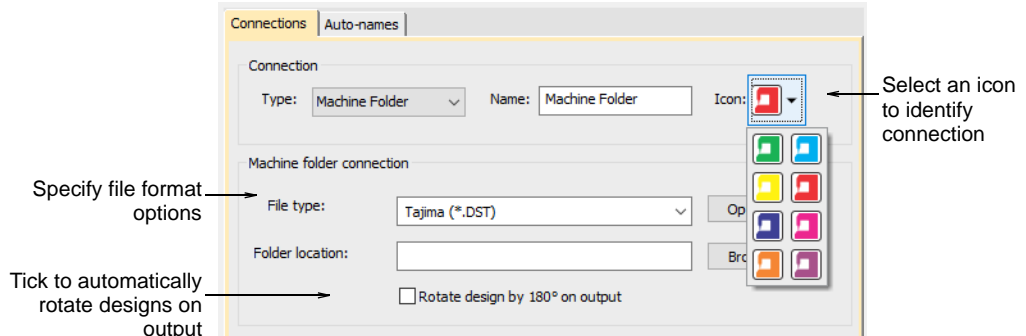 Connections Auto-names
Connection
Type: Machine Folder Name: Machine Folder Icon:
Select an icon
to identify
connection
Machine folder connection
Specify file format
options
File type: Tajima (*.DST) Op
Folder location: Bro
Tick to automatically
rotate designs on
output
Rotate design by 180° on output